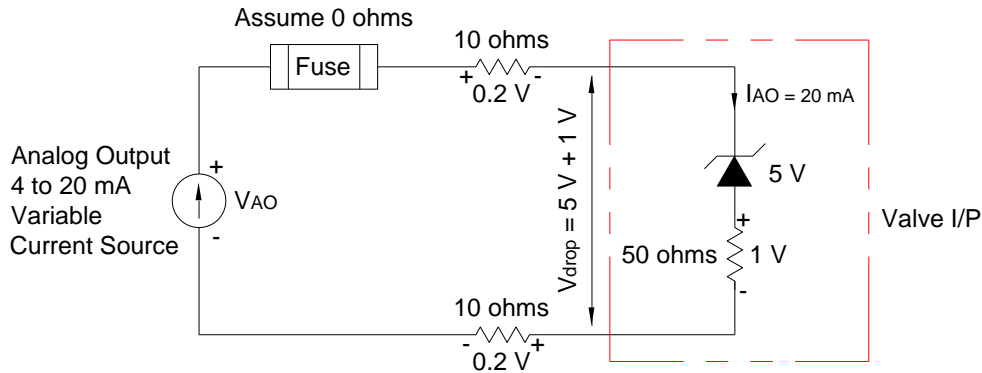 Assume 0 ohms
Fuse
10 ohms
+ -
0.2 V
IAO = 20 mA
Analog Output
4 to 20 mA
Variable
Current Source
+
VAO
-
Vdrop = 5 V + 1 V
5 V
+
50 ohms
1 V
-
Valve I/P
10 ohms
- +
0.2 V